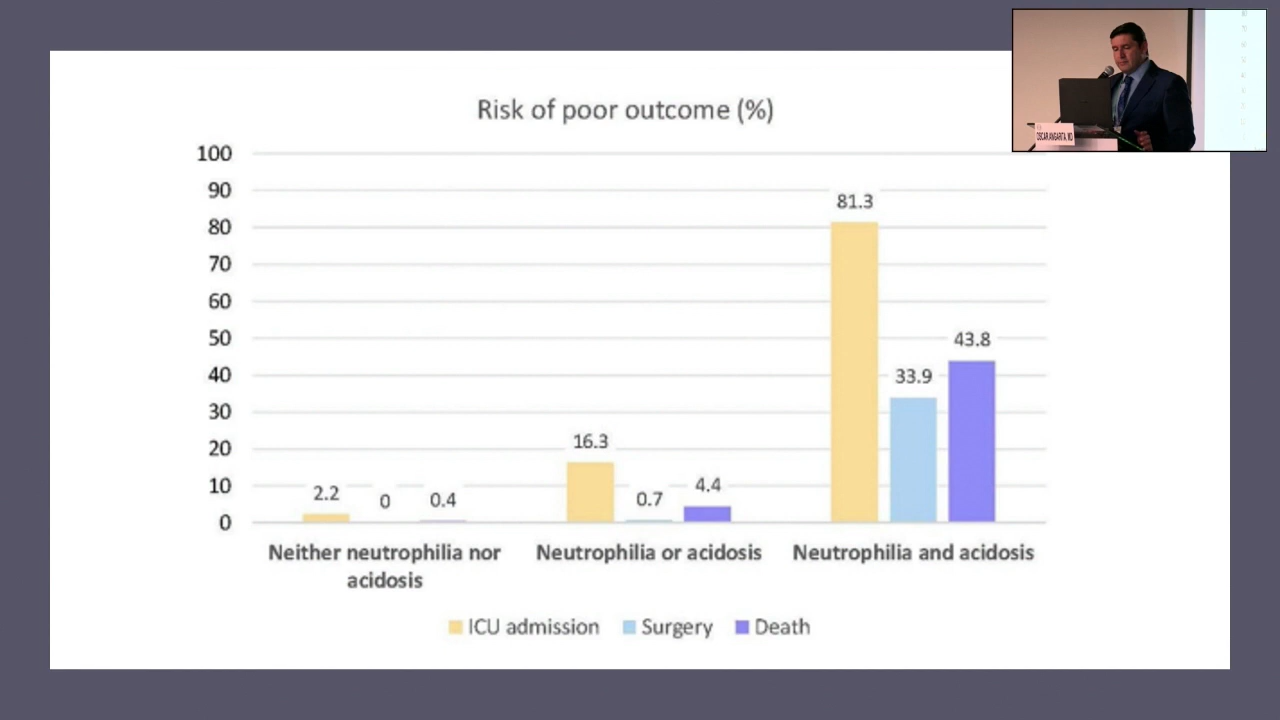 Risk of poor outcome (%)
100
90
80
70
60
50
40
30
20
10
0
2.2
0
0.4
16.3
0.7
4.4
81.3
33.9
43.8
Neither neutrophilia nor
acidosis
Neutrophilia or acidosis
Neutrophilia and acidosis
ICU admission
Surgery
Death